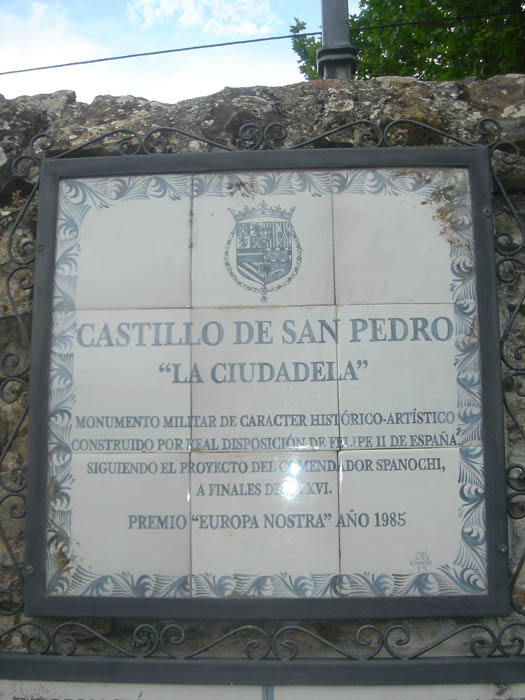 CASTILLO DE SAN PEDRO
"LA CIUDADELA"
MONUMENTO MILITAR DE CARACTER HISTÓRICO-ARTÍSTICO
CONSTRUIDO POR REAL DISPOSICIÓN DE FELIPE II DE ESPAÑA.
SIGUIENDO EL PROYECTO DEL COMENDADOR SPANOCHI,
A FINALES DEL S. XVI.
PREMIO "EUROPA NOSTRA" AÑO 1985